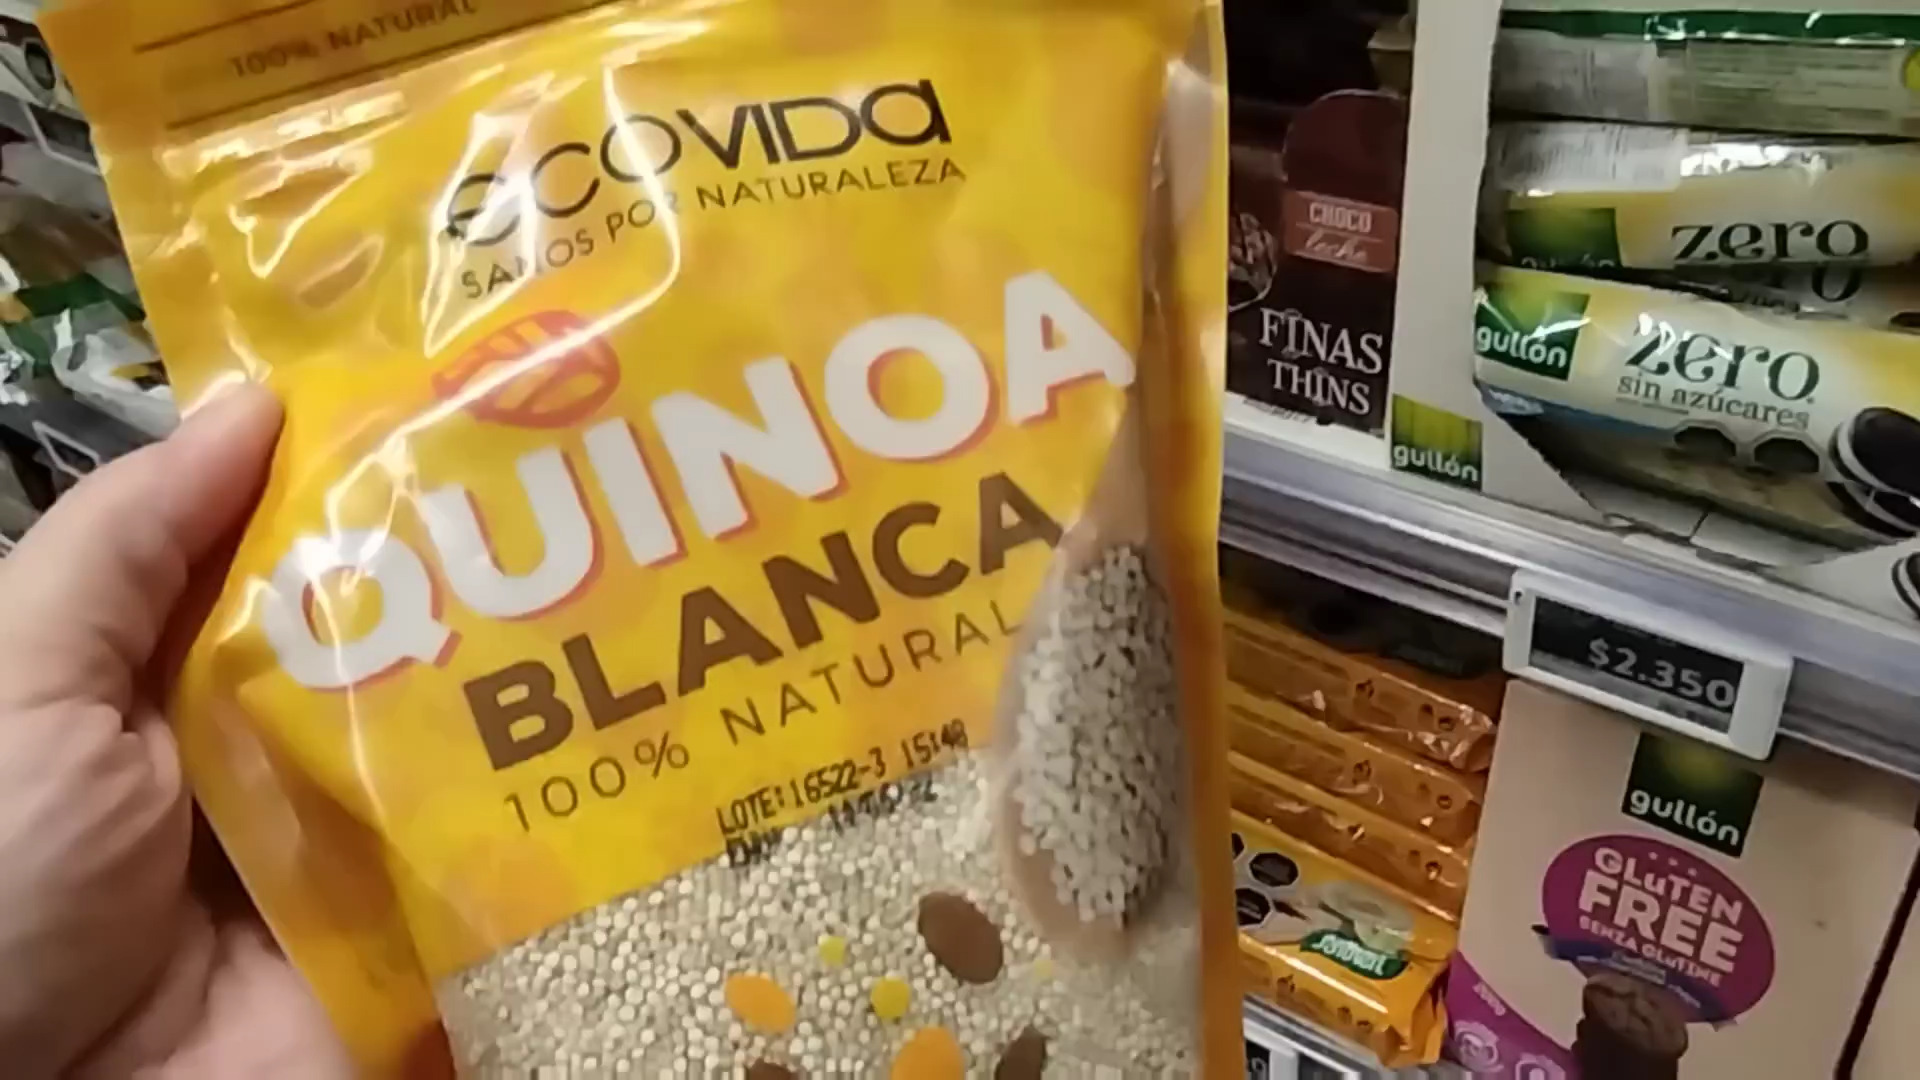 100% NATURAL
ecovida
SANOS POR NATURALEZA
QUINOA
BLANCA
100% NATURAL
LOTE: 16522-3 15:48
CHOCO
leche
FINAS
THINS
gullón
zero
gullón
zero
sin azúcares
$2.350
gullón
GLUTEN
FREE
SENZA GLUTINE
Santiveri